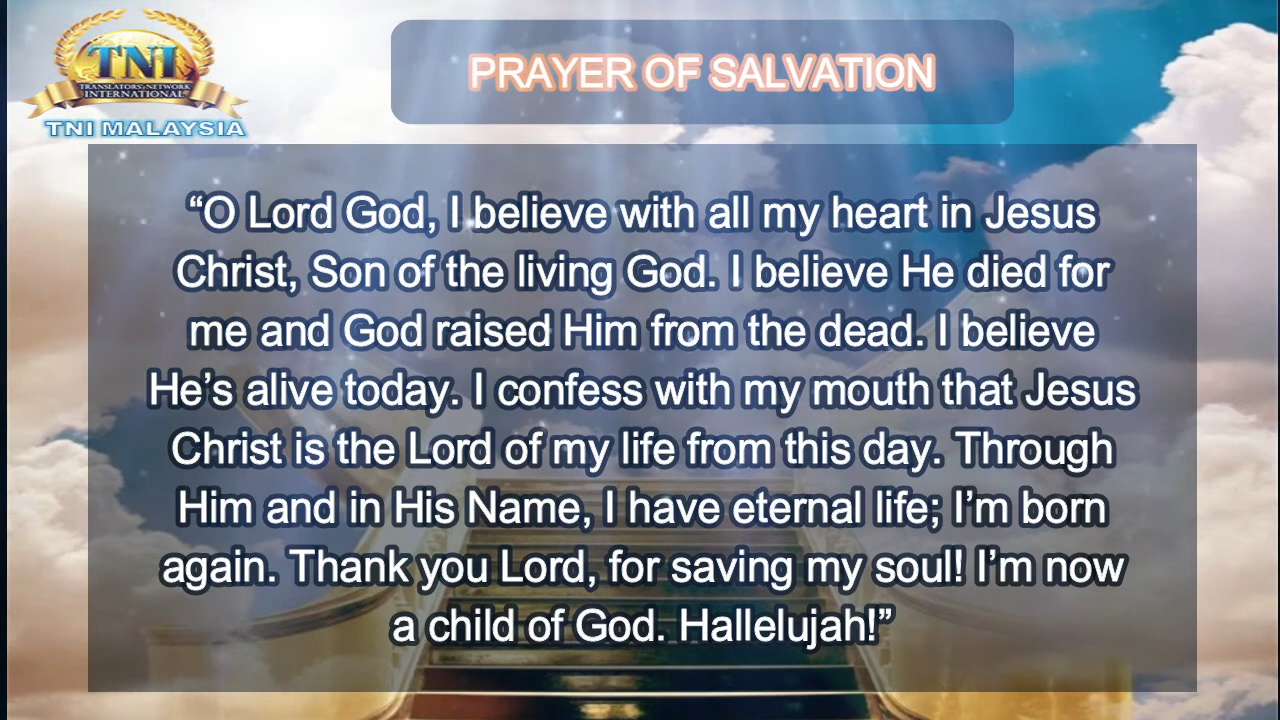 TNI
TRANSLATORS' NETWORK
INTERNATIONAL
TNI MALAYSIA
PRAYER OF SALVATION
“O Lord God, I believe with all my heart in Jesus
Christ, Son of the living God. I believe He died for
me and God raised Him from the dead. I believe
He’s alive today. I confess with my mouth that Jesus
Christ is the Lord of my life from this day. Through
Him and in His Name, I have eternal life; I’m born
again. Thank you Lord, for saving my soul! I’m now
a child of God. Hallelujah!”